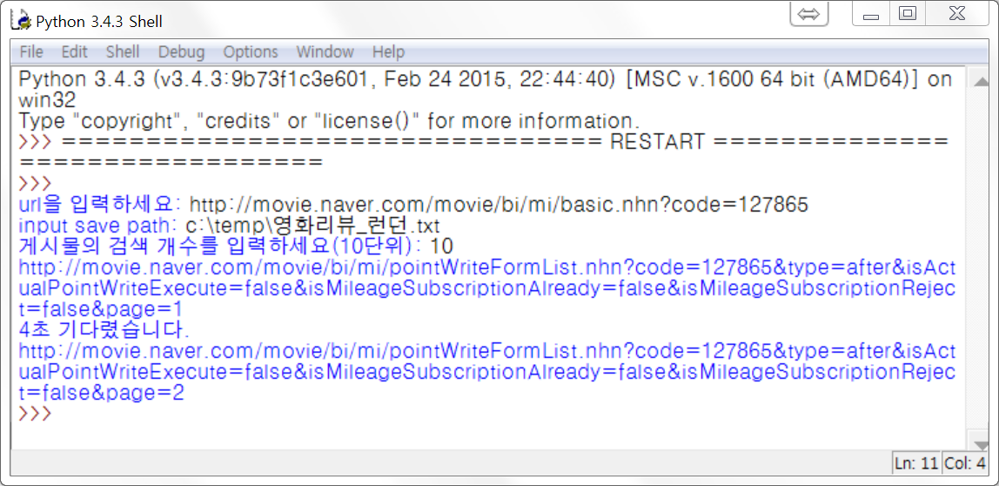 Python 3.4.3 Shell
File Edit Shell Debug Options Window Help
Python 3.4.3 (v3.4.3:9b73f1c3e601, Feb 24 2015, 22:44:40) [MSC v.1600 64 bit (AMD64)] on
win32
Type "copyright", "credits" or "license()" for more information.
>>> ================================ RESTART ==============
==================
>>>
url을 입력하세요: http://movie.naver.com/movie/bi/mi/basic.nhn?code=127865
input save path: c:\temp\영화리뷰_런던.txt
게시물의 검색 개수를 입력하세요(10단위): 10
http://movie.naver.com/movie/bi/mi/pointWriteFormList.nhn?code=127865&type=after&isAct
ualPointWriteExecute=false&isMileageSubscriptionAlready=false&isMileageSubscriptionRejec
t=false&page=1
4초 기다렸습니다.
http://movie.naver.com/movie/bi/mi/pointWriteFormList.nhn?code=127865&type=after&isAct
ualPointWriteExecute=false&isMileageSubscriptionAlready=false&isMileageSubscriptionRejec
t=false&page=2
>>>
Ln: 11 Col: 4